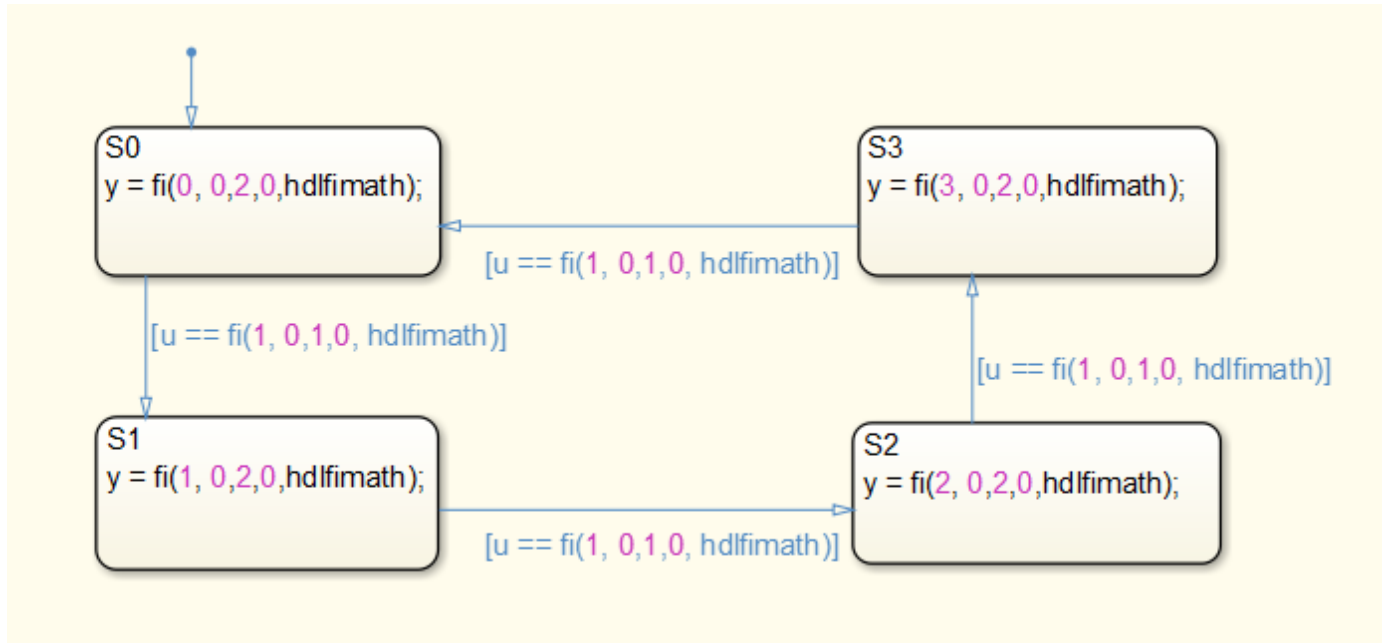 S0
y = fi(0, 0,2,0,hdlfimath);
S3
y = fi(3, 0,2,0,hdlfimath);
[u == fi(1, 0,1,0, hdlfimath)]
[u == fi(1, 0,1,0, hdlfimath)]
[u == fi(1, 0,1,0, hdlfimath)]
S1
y = fi(1, 0,2,0,hdlfimath);
S2
y = fi(2, 0,2,0,hdlfimath);
[u == fi(1, 0,1,0, hdlfimath)]